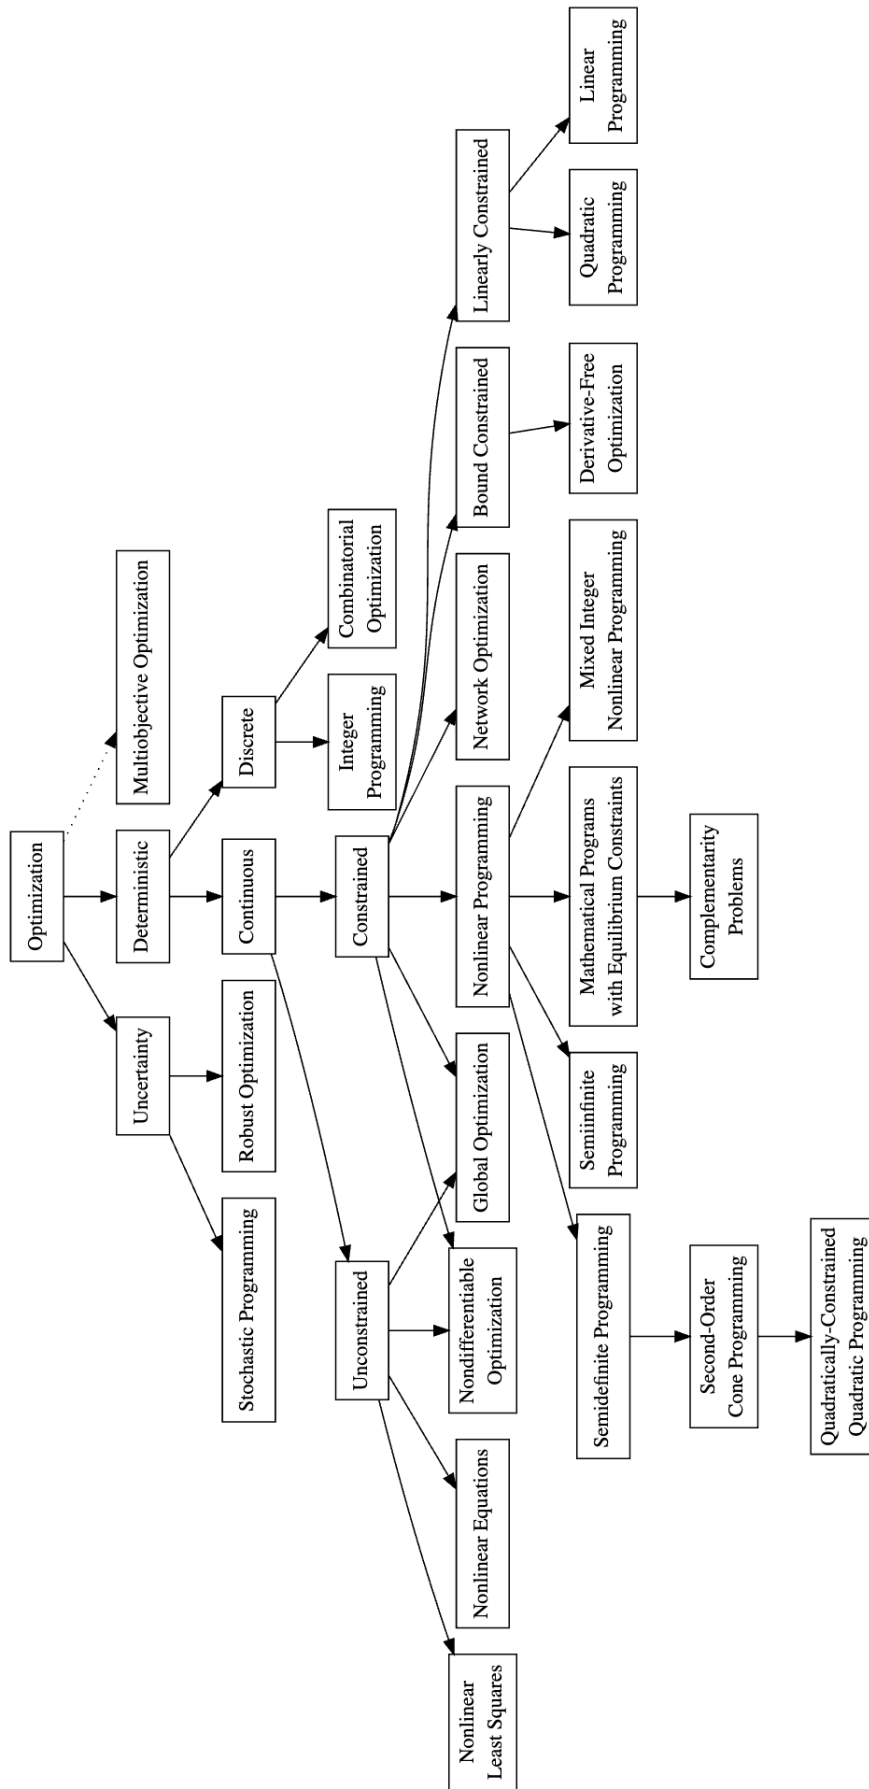 Optimization
Uncertainty
Deterministic
Multiobjective Optimization
Stochastic Programming
Robust Optimization
Continuous
Discrete
Unconstrained
Constrained
Integer
Programming
Combinatorial
Optimization
Nonlinear
Least Squares
Nonlinear Equations
Nondifferentiable
Optimization
Global Optimization
Nonlinear Programming
Network Optimization
Bound Constrained
Linearly Constrained
Semidefinite Programming
Semiinfinite
Programming
Mathematical Programs
with Equilibrium Constraints
Mixed Integer
Nonlinear Programming
Derivative-Free
Optimization
Quadratic
Programming
Linear
Programming
Second-Order
Cone Programming
Complementarity
Problems
Quadratically-Constrained
Quadratic Programming